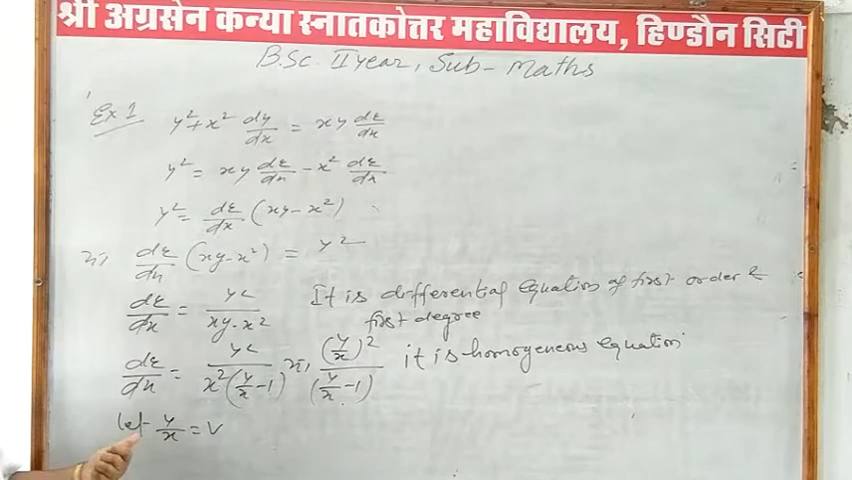 श्री अग्रसेन कन्या स्नातकोत्तर महाविद्यालय, हिण्डौन सिटी
B.Sc. II year, Sub - Maths
Ex 1 y² + x² dy/dx = xy dy/dx
y² = xy dy/dx - x² dy/dx
y² = dy/dx (xy - x²)
या, dy/dx (xy - x²) = y²
dy/dx = y²/(xy - x²) It is differential equation of first order &
first degree
dy/dx = y²/(x²(y/x - 1)) या, (y/x)²/(y/x - 1) it is homogeneous equation
let y/x = v